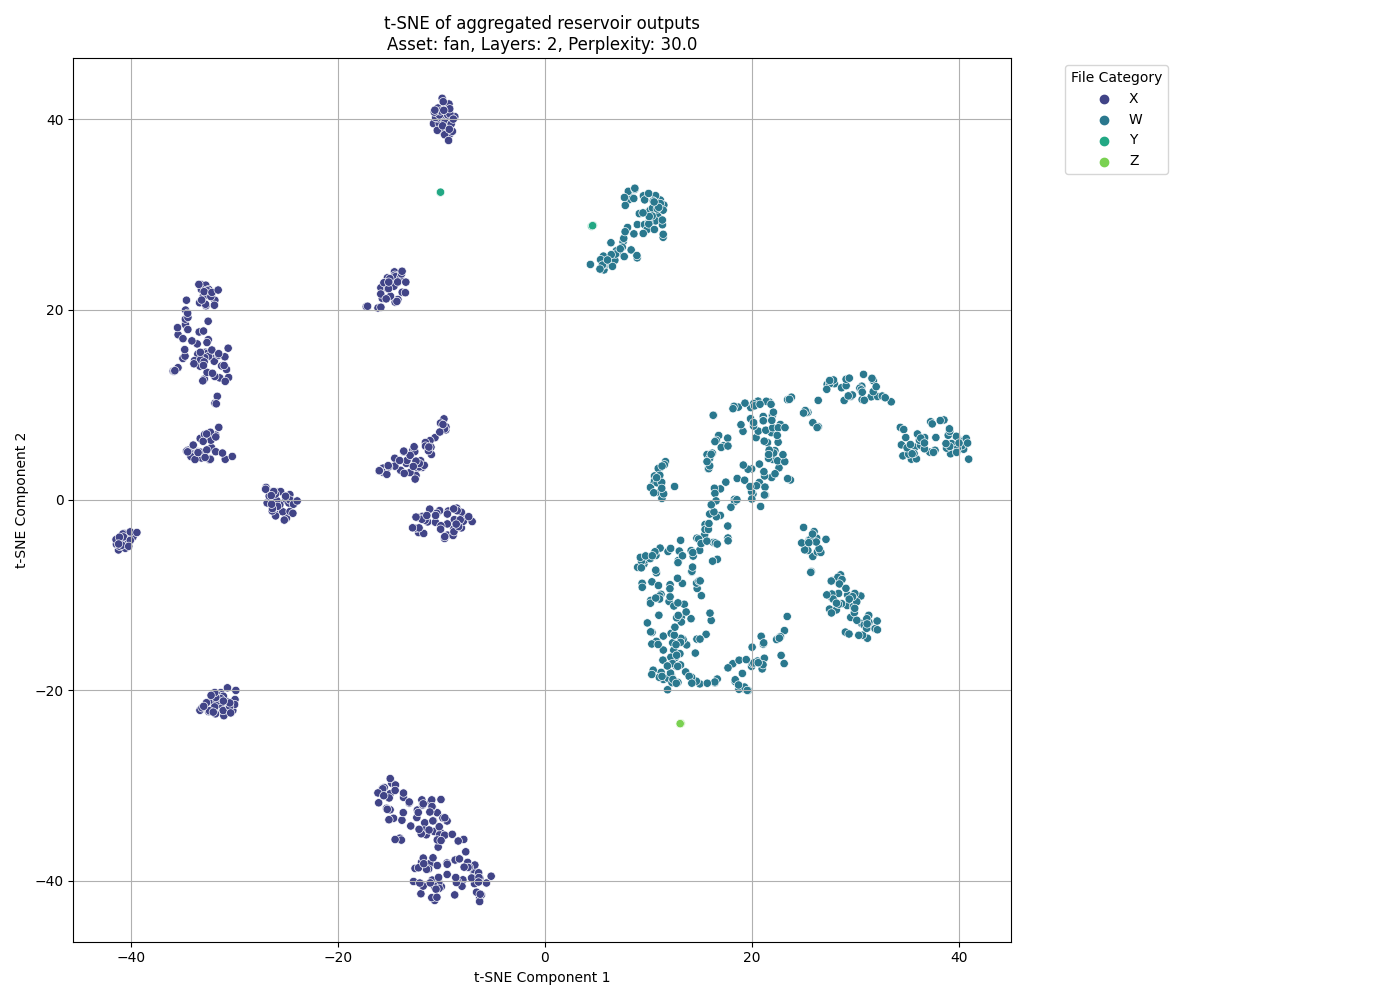 t-SNE of aggregated reservoir outputs
Asset: fan, Layers: 2, Perplexity: 30.0
File Category
X
W
Y
Z
t-SNE Component 2
40
20
0
−20
−40
−40
−20
0
20
40
t-SNE Component 1